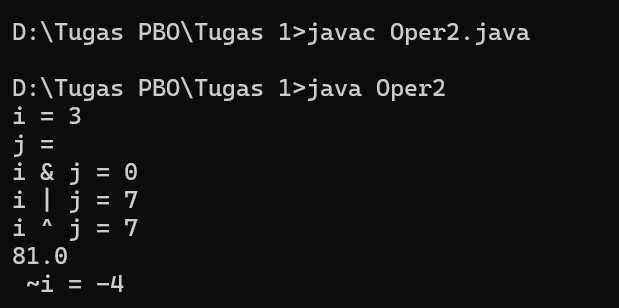 D:\Tugas PBO\Tugas 1>javac Oper2.java
D:\Tugas PBO\Tugas 1>java Oper2
i = 3
j =
i & j = 0
i | j = 7
i ^ j = 7
81.0
 ~i = -4